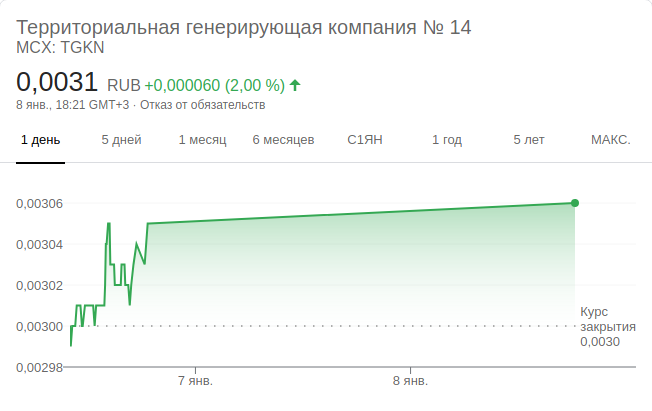 Территориальная генерирующая компания № 14
MCX: TGKN
0,0031 RUB +0,000060 (2,00 %)
8 янв., 18:21 GMT+3 · Отказ от обязательств
1 день 5 дней 1 месяц 6 месяцев С1ЯН 1 год 5 лет МАКС.
0,00306
0,00304
0,00302
0,00300
0,00298
Курс
закрытия
0,0030
7 янв. 8 янв.